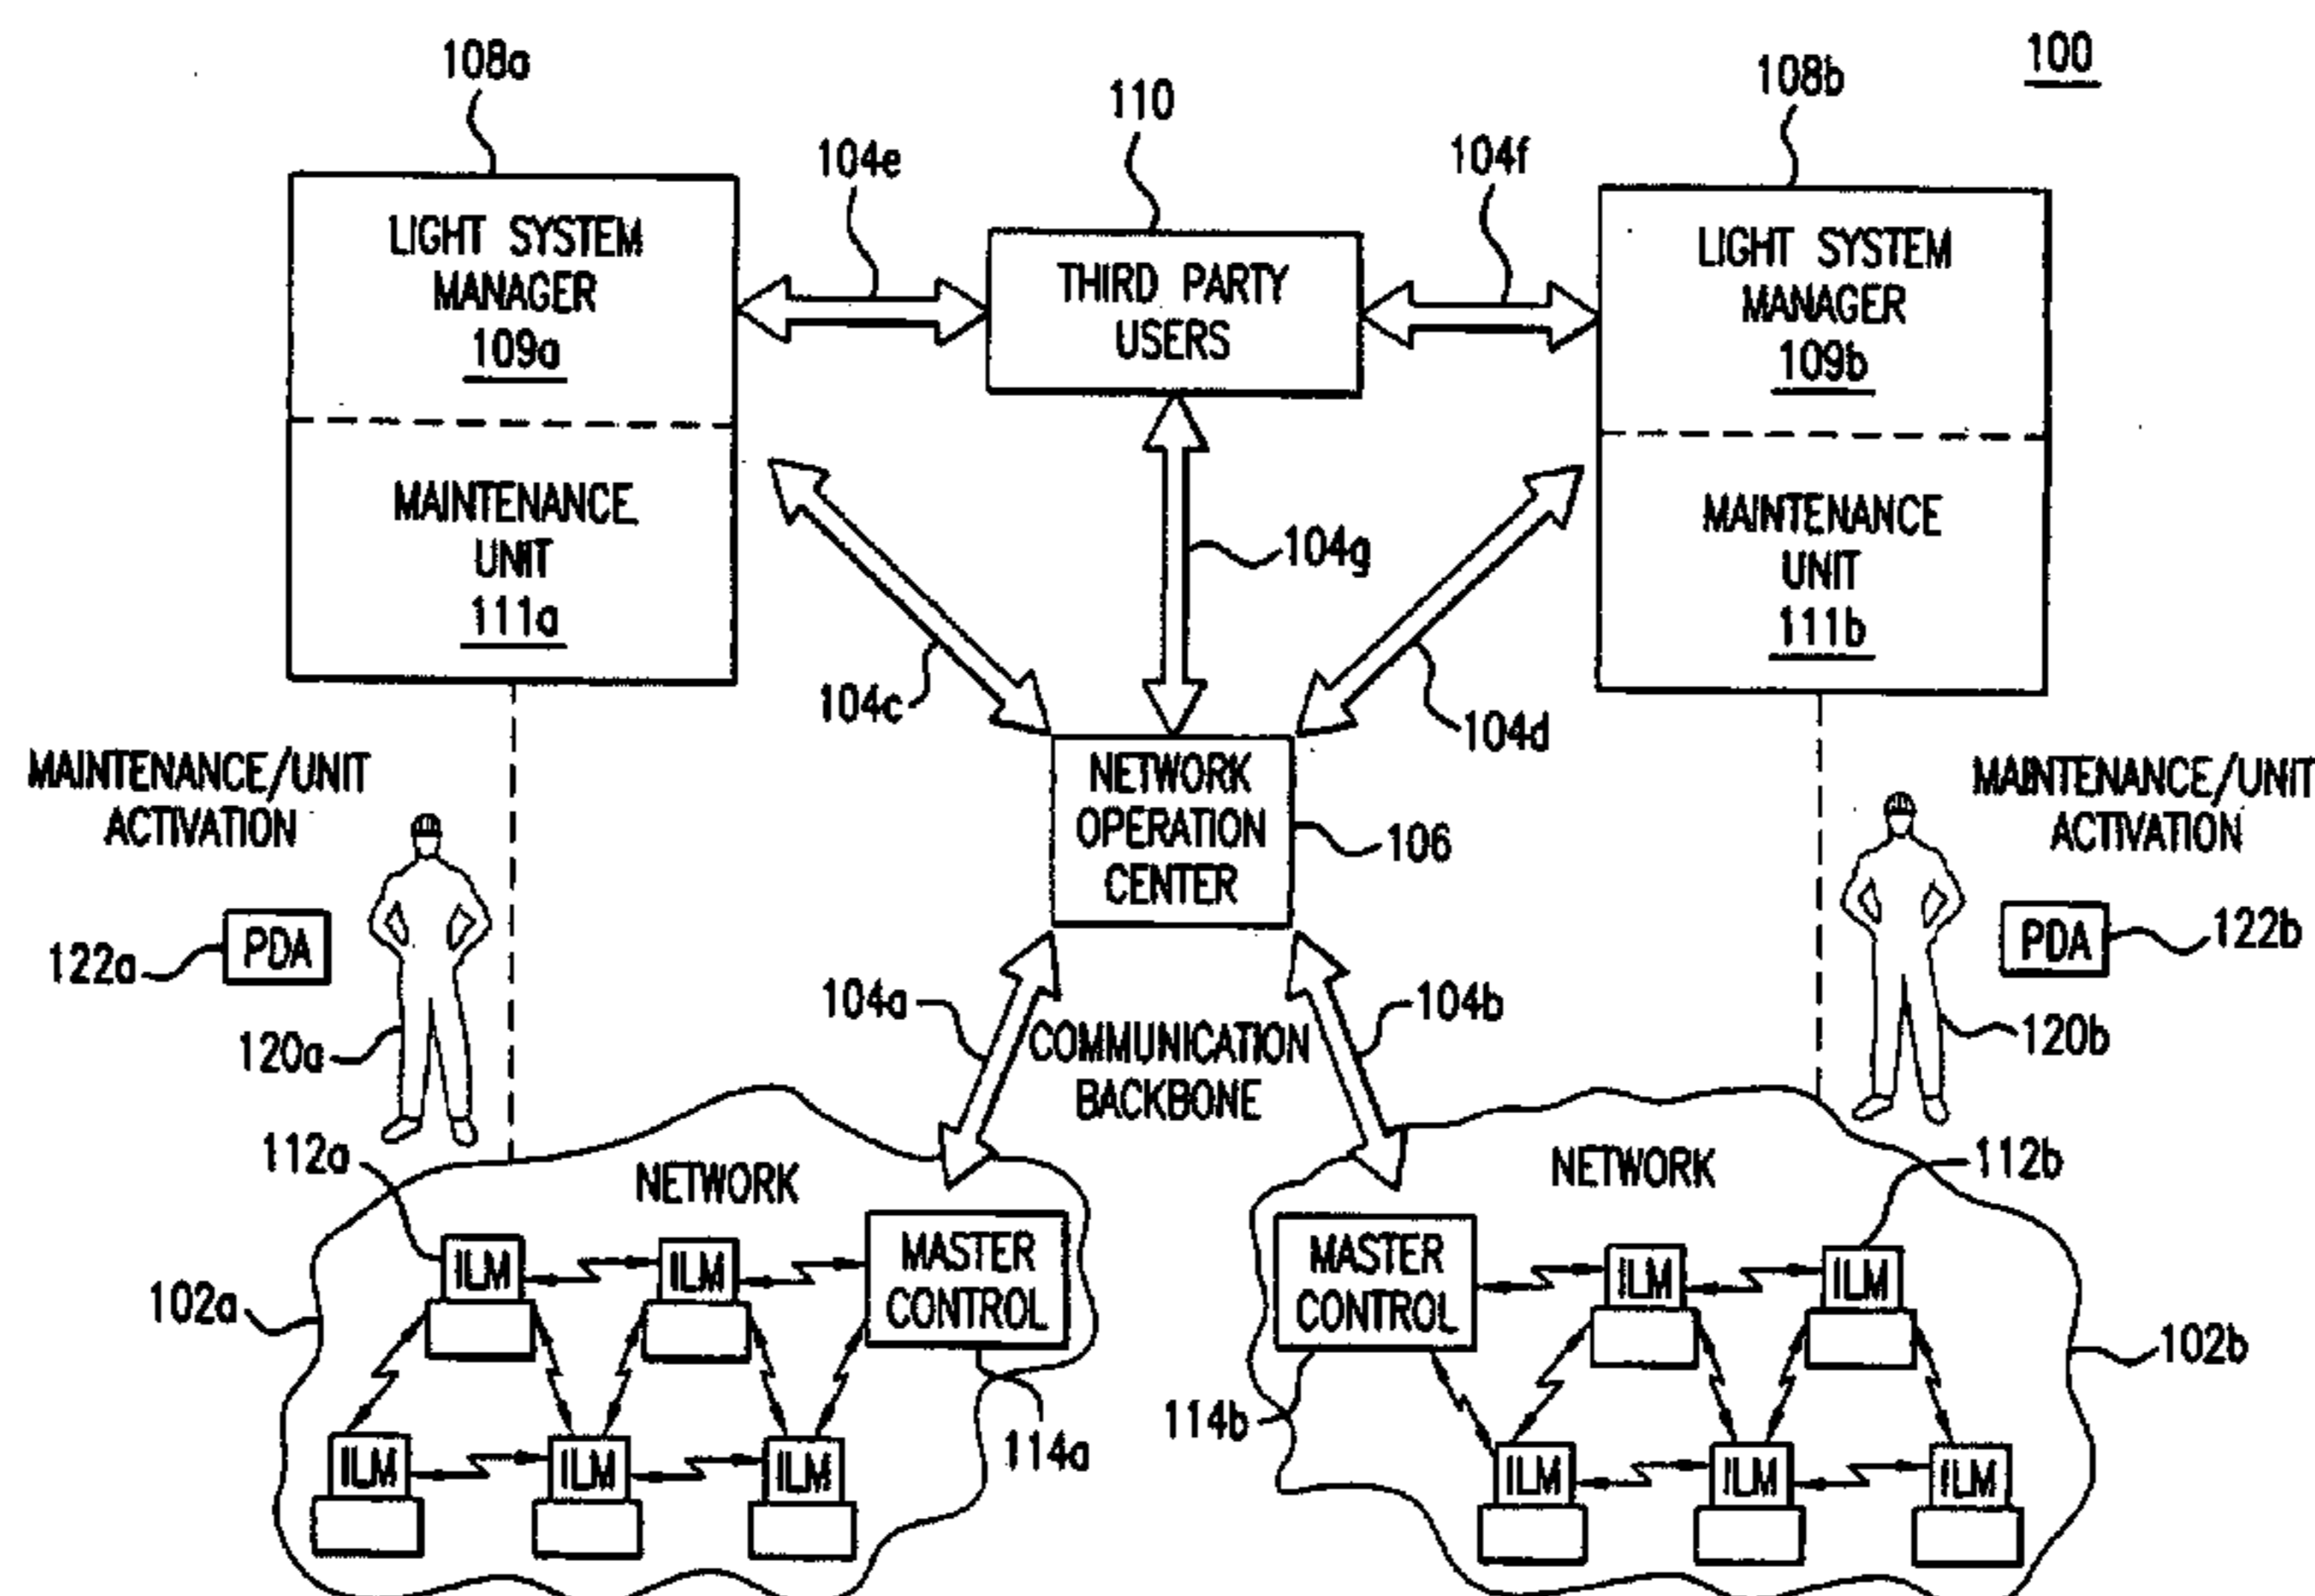 100
108a
110
108b
104e
104f
LIGHT SYSTEM
MANAGER
109a
THIRD PARTY
USERS
LIGHT SYSTEM
MANAGER
109b
MAINTENANCE
UNIT
111a
104g
MAINTENANCE
UNIT
111b
104c
104d
MAINTENANCE/UNIT
ACTIVATION
NETWORK
OPERATION
CENTER
106
MAINTENANCE/UNIT
ACTIVATION
122a
PDA
PDA
122b
104a
104b
120a
COMMUNICATION
BACKBONE
120b
112a
NETWORK
NETWORK
112b
102a
ILM
ILM
MASTER
CONTROL
MASTER
CONTROL
ILM
ILM
102b
114a
114b
ILM
ILM
ILM
ILM
ILM
ILM